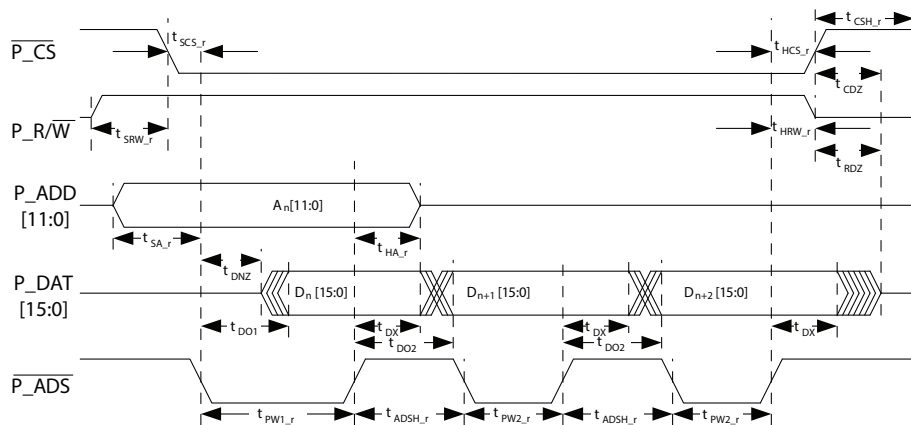 t CSH_r
P_CS
t SCS_r
t HCS_r
t CDZ
P_R/W
t SRW_r
t HRW_r
t RDZ
P_ADD
[11:0]
A n[11:0]
t SA_r
t HA_r
P_DAT
[15:0]
t DNZ
D n [15:0]
D n+1 [15:0]
D n+2 [15:0]
t DO1
t DX
t DO2
t DX
t DO2
t DX
P_ADS
t PW1_r
t ADSH_r
t PW2_r
t ADSH_r
t PW2_r